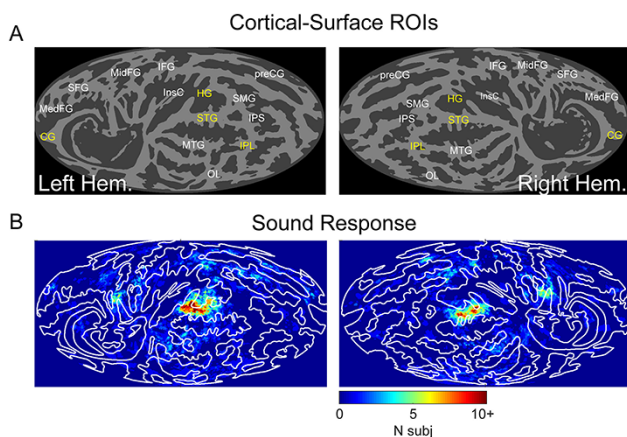 Cortical-Surface ROIs
A
IFG
MidFG
SFG
MedFG
CG
InsC
HG
STG
MTG
OL
SMG
IPS
IPL
preCG
Left Hem.
preCG
IFG
MidFG
SFG
MedFG
CG
HG
InsC
SMG
IPS
STG
IPL
MTG
OL
Right Hem.
B
Sound Response
0 5 10+
N subj